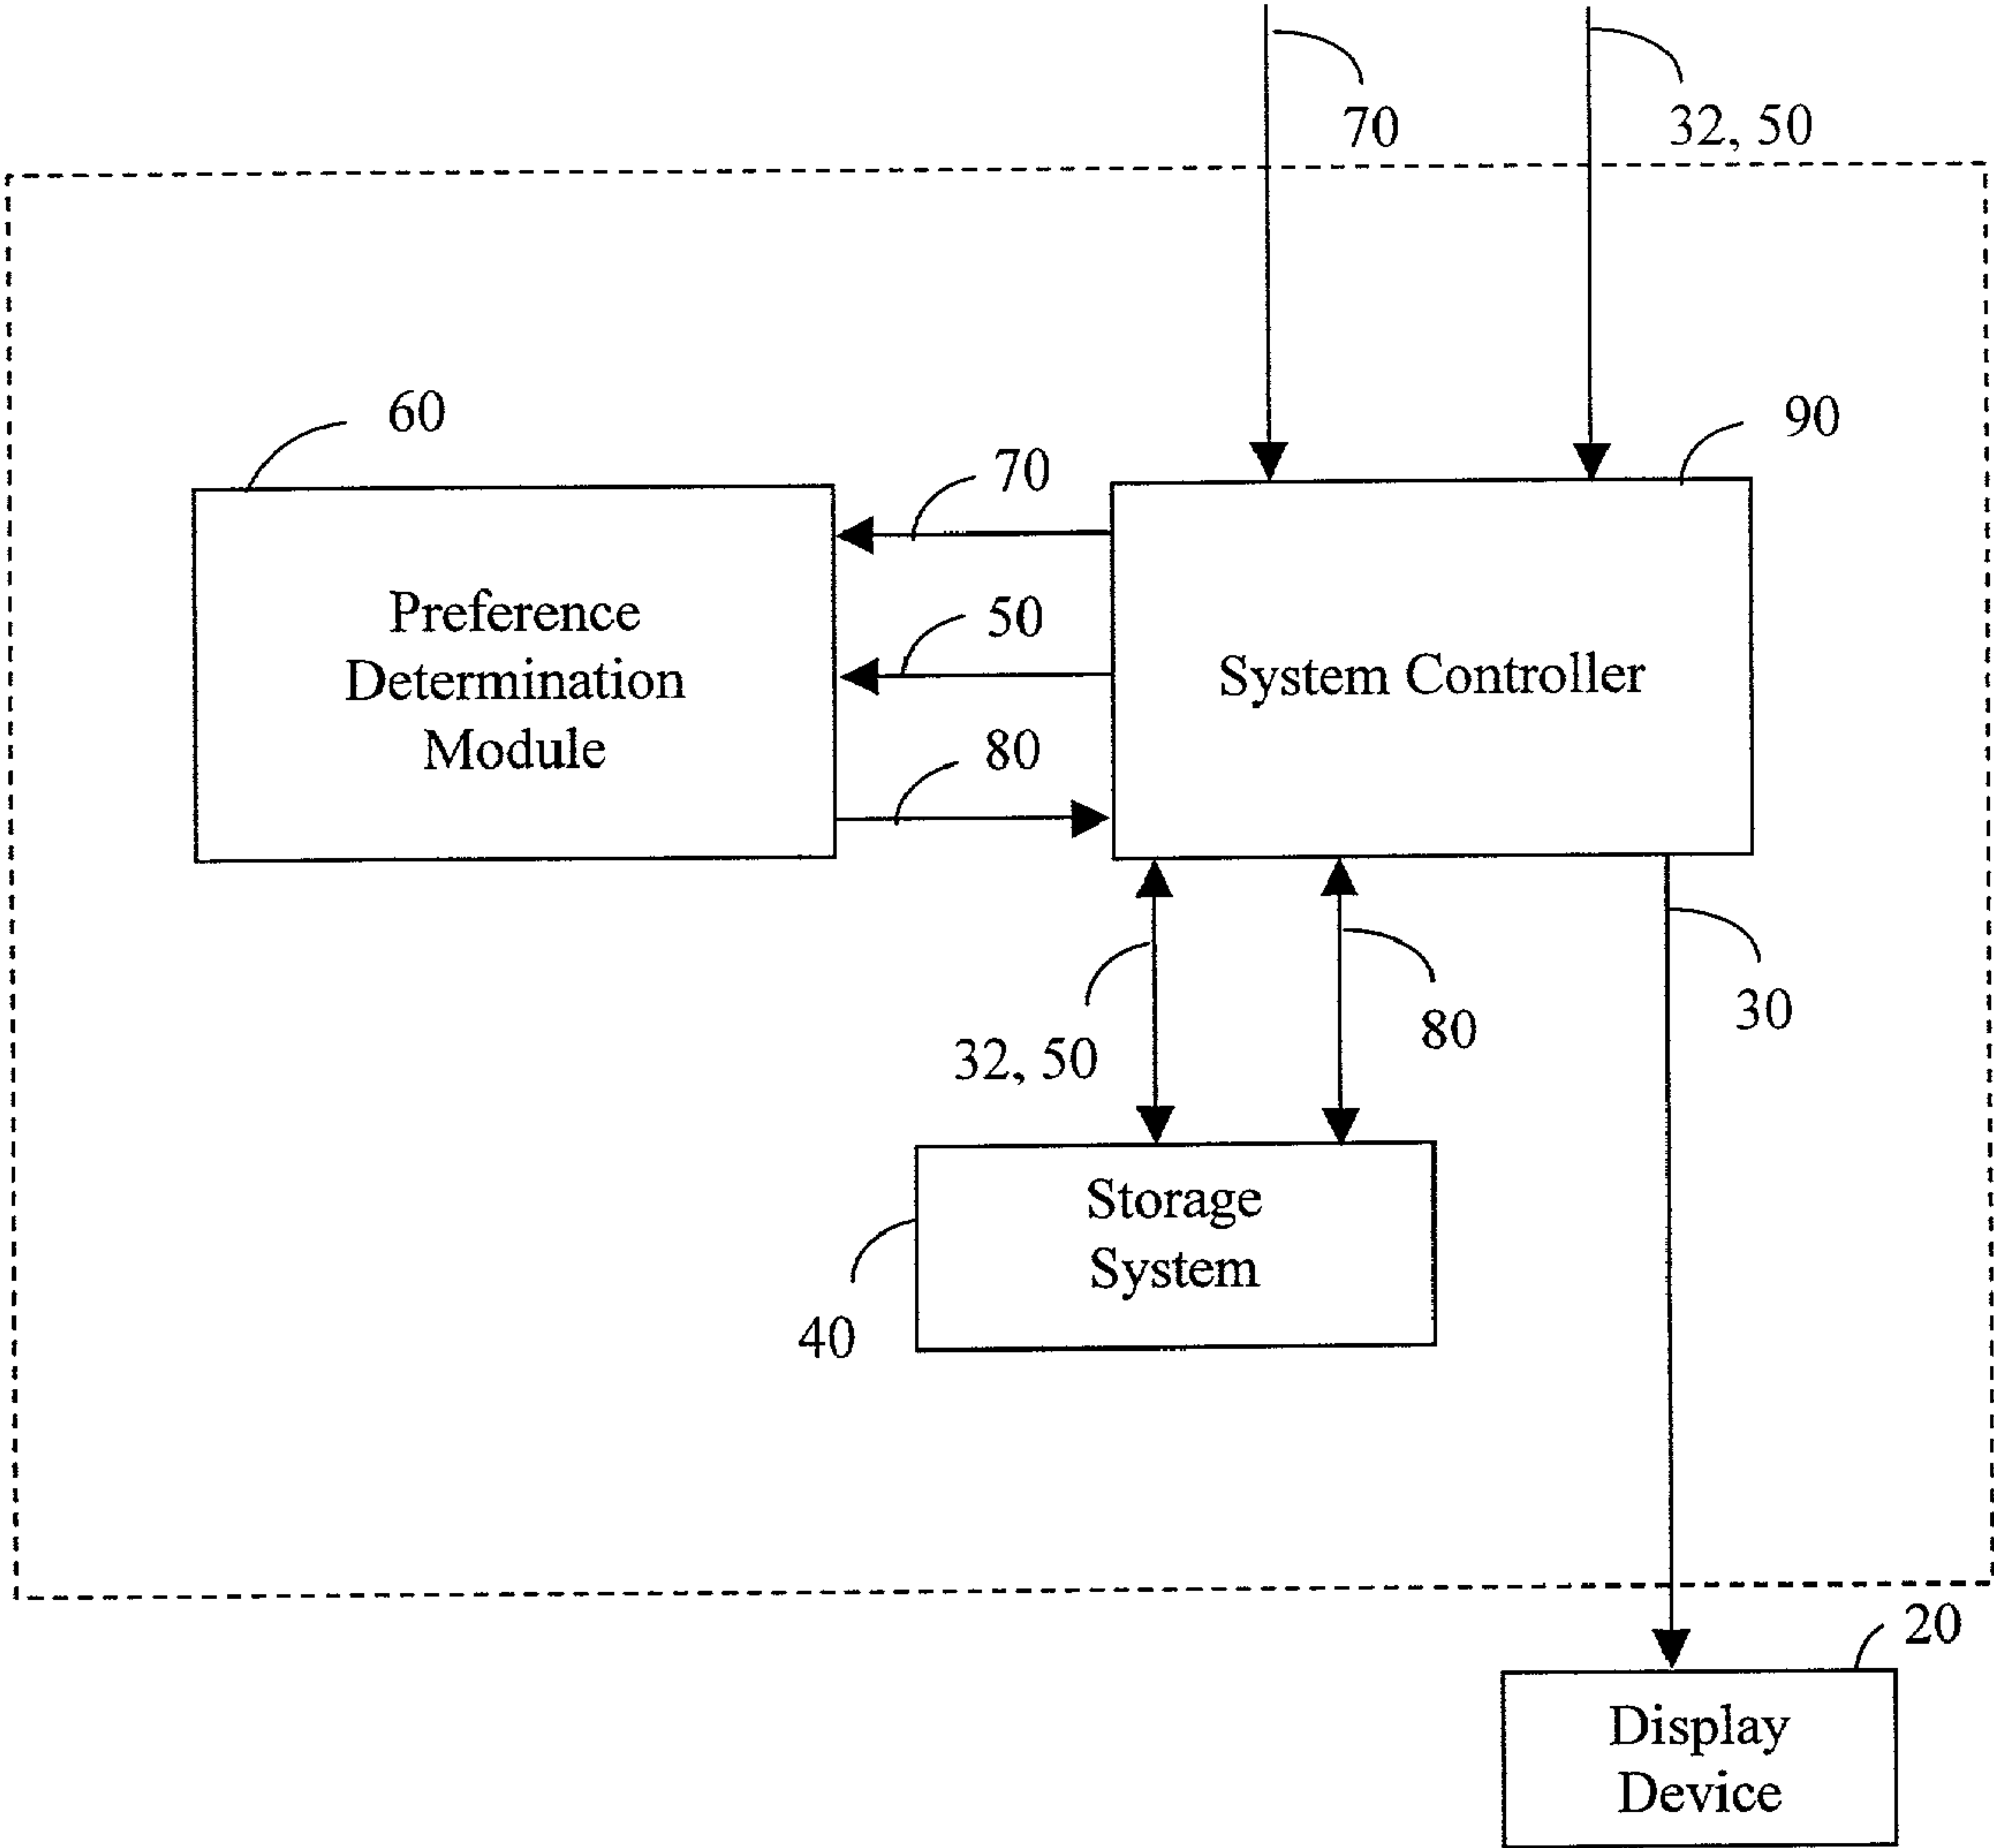 70
32, 50
60
90
70
Preference
Determination
Module
50
80
System Controller
32, 50
80
30
Storage
System
40
20
Display
Device